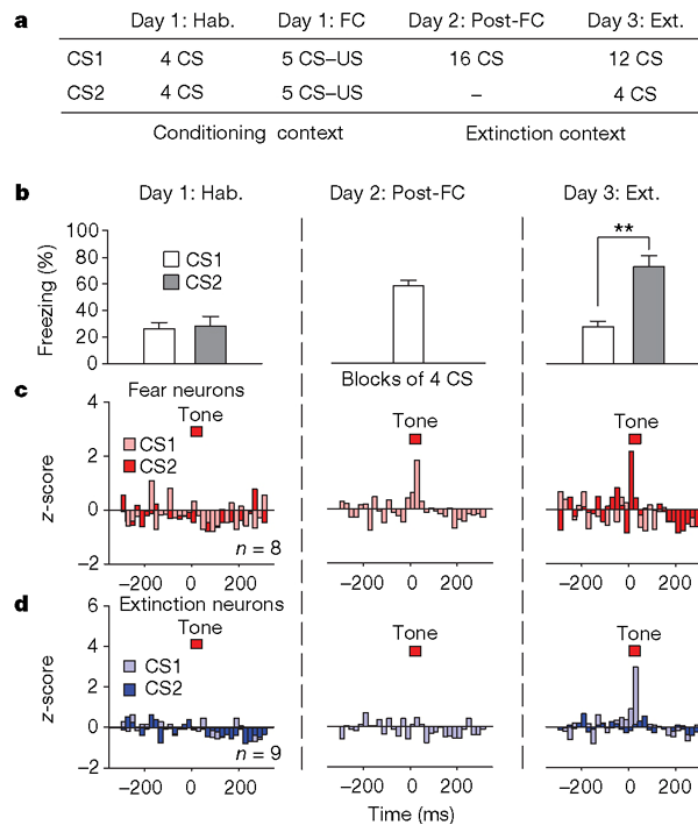 a
Day 1: Hab. Day 1: FC Day 2: Post-FC Day 3: Ext.
CS1 4 CS 5 CS–US 16 CS 12 CS
CS2 4 CS 5 CS–US – 4 CS
Conditioning context Extinction context
b
Day 1: Hab. Day 2: Post-FC Day 3: Ext.
Freezing (%)
100
80
60
40
20
0
CS1
CS2
**
Blocks of 4 CS
c
Fear neurons
Tone Tone Tone
z-score
4
2
0
–2
CS1
CS2
n = 8
–200 0 200 –200 0 200 –200 0 200
d
Extinction neurons
Tone Tone Tone
z-score
6
4
2
0
–2
CS1
CS2
n = 9
–200 0 200 –200 0 200 –200 0 200
Time (ms)